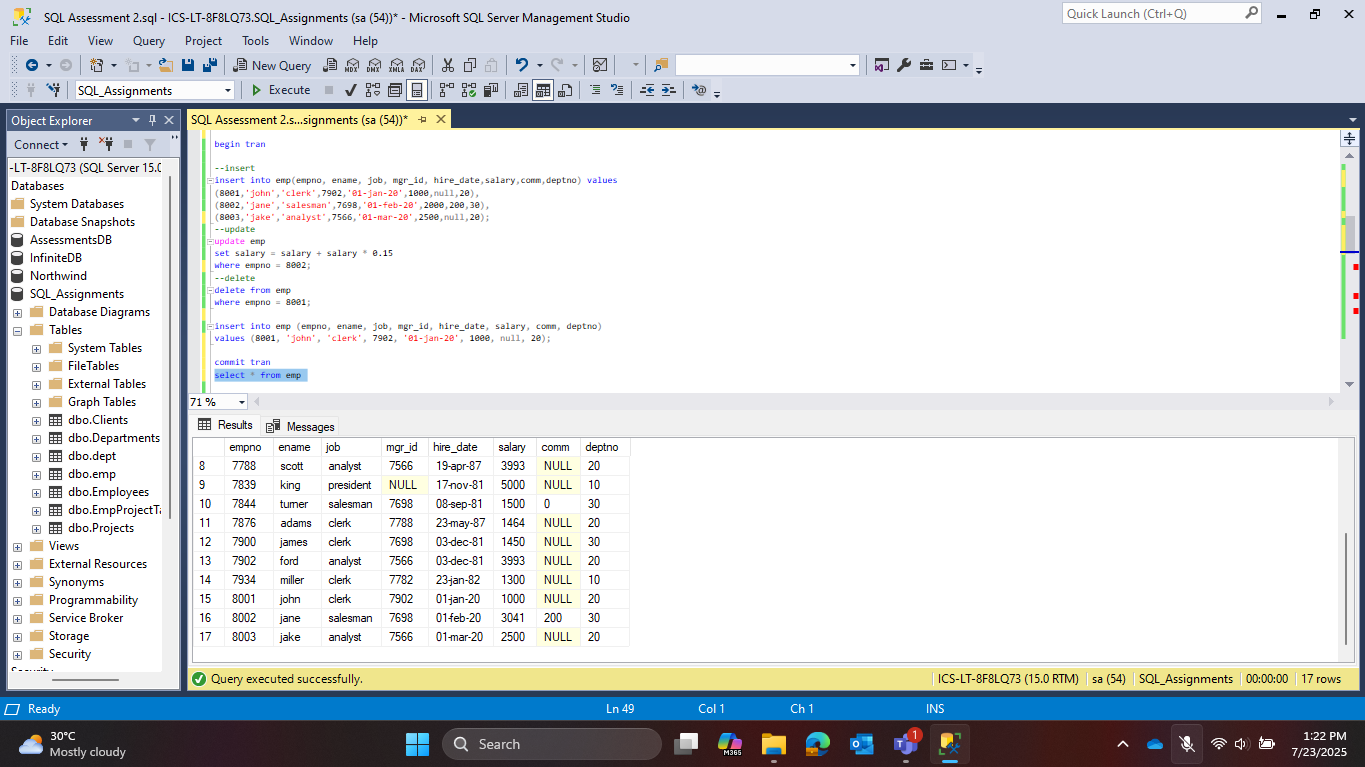 SQL Assessment 2.sql - ICS-LT-8F8LQ73.SQL_Assignments (sa (54))* - Microsoft SQL Server Management Studio
Quick Launch (Ctrl+Q)
File Edit View Query Project Tools Window Help
New Query MDX DMX XMLA DAX
SQL_Assignments Execute
Object Explorer
SQL Assessment 2.s...signments (sa (54))*
Connect
-LT-8F8LQ73 (SQL Server 15.0
Databases
System Databases
Database Snapshots
AssessmentsDB
InfiniteDB
Northwind
SQL_Assignments
Database Diagrams
Tables
System Tables
FileTables
External Tables
Graph Tables
dbo.Clients
dbo.Departments
dbo.dept
dbo.emp
dbo.Employees
dbo.EmpProjectTa
dbo.Projects
Views
External Resources
Synonyms
Programmability
Service Broker
Storage
Security
begin tran
--insert
insert into emp(empno, ename, job, mgr_id, hire_date,salary,comm,deptno) values
(8001,'john','clerk',7902,'01-jan-20',1000,null,20),
(8002,'jane','salesman',7698,'01-feb-20',2000,200,30),
(8003,'jake','analyst',7566,'01-mar-20',2500,null,20);
--update
update emp
set salary = salary + salary * 0.15
where empno = 8002;
--delete
delete from emp
where empno = 8001;
insert into emp (empno, ename, job, mgr_id, hire_date, salary, comm, deptno)
values (8001, 'john', 'clerk', 7902, '01-jan-20', 1000, null, 20);
commit tran
select * from emp
71 %
Results Messages
empno ename job mgr_id hire_date salary comm deptno
8 7788 scott analyst 7566 19-apr-87 3993 NULL 20
9 7839 king president NULL 17-nov-81 5000 NULL 10
10 7844 turner salesman 7698 08-sep-81 1500 0 30
11 7876 adams clerk 7788 23-may-87 1464 NULL 20
12 7900 james clerk 7698 03-dec-81 1450 NULL 30
13 7902 ford analyst 7566 03-dec-81 3993 NULL 20
14 7934 miller clerk 7782 23-jan-82 1300 NULL 10
15 8001 john clerk 7902 01-jan-20 1000 NULL 20
16 8002 jane salesman 7698 01-feb-20 3041 200 30
17 8003 jake analyst 7566 01-mar-20 2500 NULL 20
Query executed successfully. ICS-LT-8F8LQ73 (15.0 RTM) sa (54) SQL_Assignments 00:00:00 17 rows
Ready Ln 49 Col 1 Ch 1 INS
30°C
Mostly cloudy
Search
M365
1
1:22 PM
7/23/2025